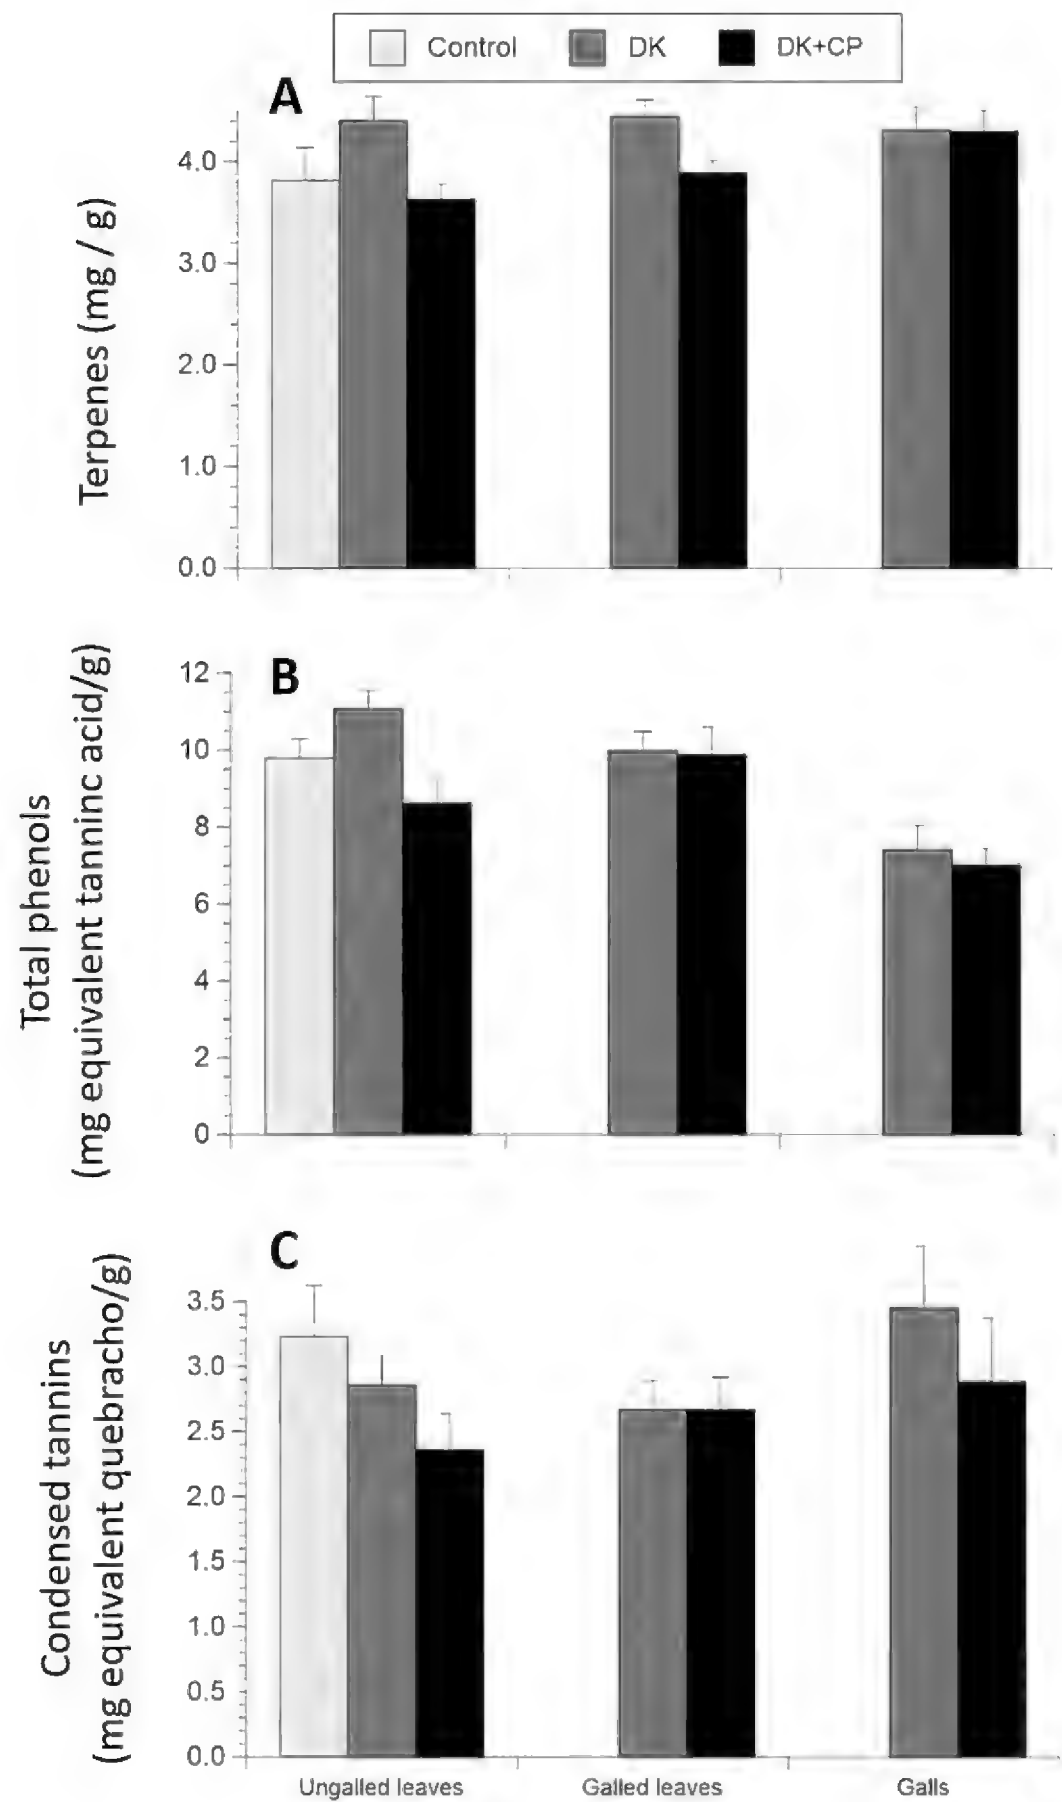 Control DK DK+CP
A
Terpenes (mg / g)
4.0
3.0
2.0
1.0
0.0
B
Total phenols
(mg equivalent tanninc acid/g)
12
10
8
6
4
2
0
C
Condensed tannins
(mg equivalent quebracho/g)
3.5
3.0
2.5
2.0
1.5
1.0
0.5
0.0
Ungalled leaves Galled leaves Galls